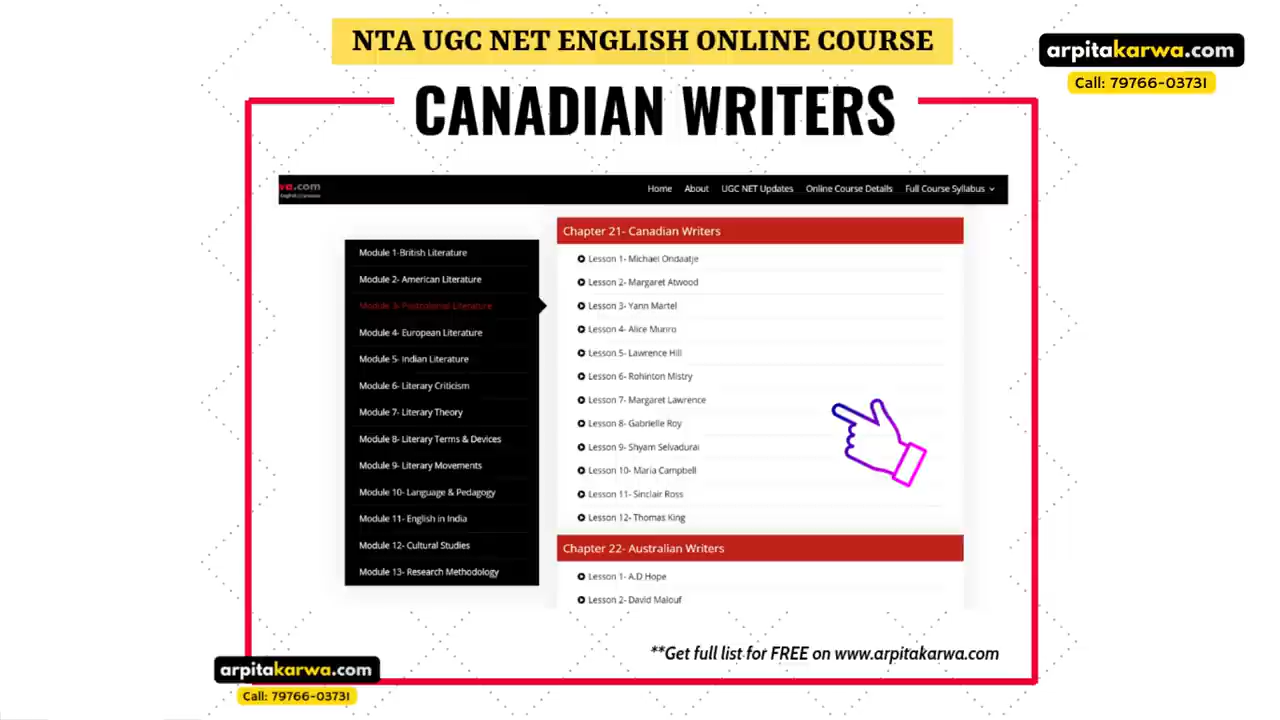 NTA UGC NET ENGLISH ONLINE COURSE
arpitakarwa.com
Call: 79766-03731
CANADIAN WRITERS
va.com
Home About UGC NET Updates Online Course Details Full Course Syllabus
Module 1-British Literature
Module 2- American Literature
Module 3- Postcolonial Literature
Module 4- European Literature
Module 5- Indian Literature
Module 6- Literary Criticism
Module 7- Literary Theory
Module 8- Literary Terms & Devices
Module 9- Literary Movements
Module 10- Language & Pedagogy
Module 11- English in India
Module 12- Cultural Studies
Module 13- Research Methodology
Chapter 21- Canadian Writers
Lesson 1- Michael Ondaatje
Lesson 2- Margaret Atwood
Lesson 3- Yann Martel
Lesson 4- Alice Munro
Lesson 5- Lawrence Hill
Lesson 6- Rohinton Mistry
Lesson 7- Margaret Lawrence
Lesson 8- Gabrielle Roy
Lesson 9- Shyam Selvadurai
Lesson 10- Maria Campbell
Lesson 11- Sinclair Ross
Lesson 12- Thomas King
Chapter 22- Australian Writers
Lesson 1- A.D Hope
Lesson 2- David Malouf
**Get full list for FREE on www.arpitakarwa.com
arpitakarwa.com
Call: 79766-03731